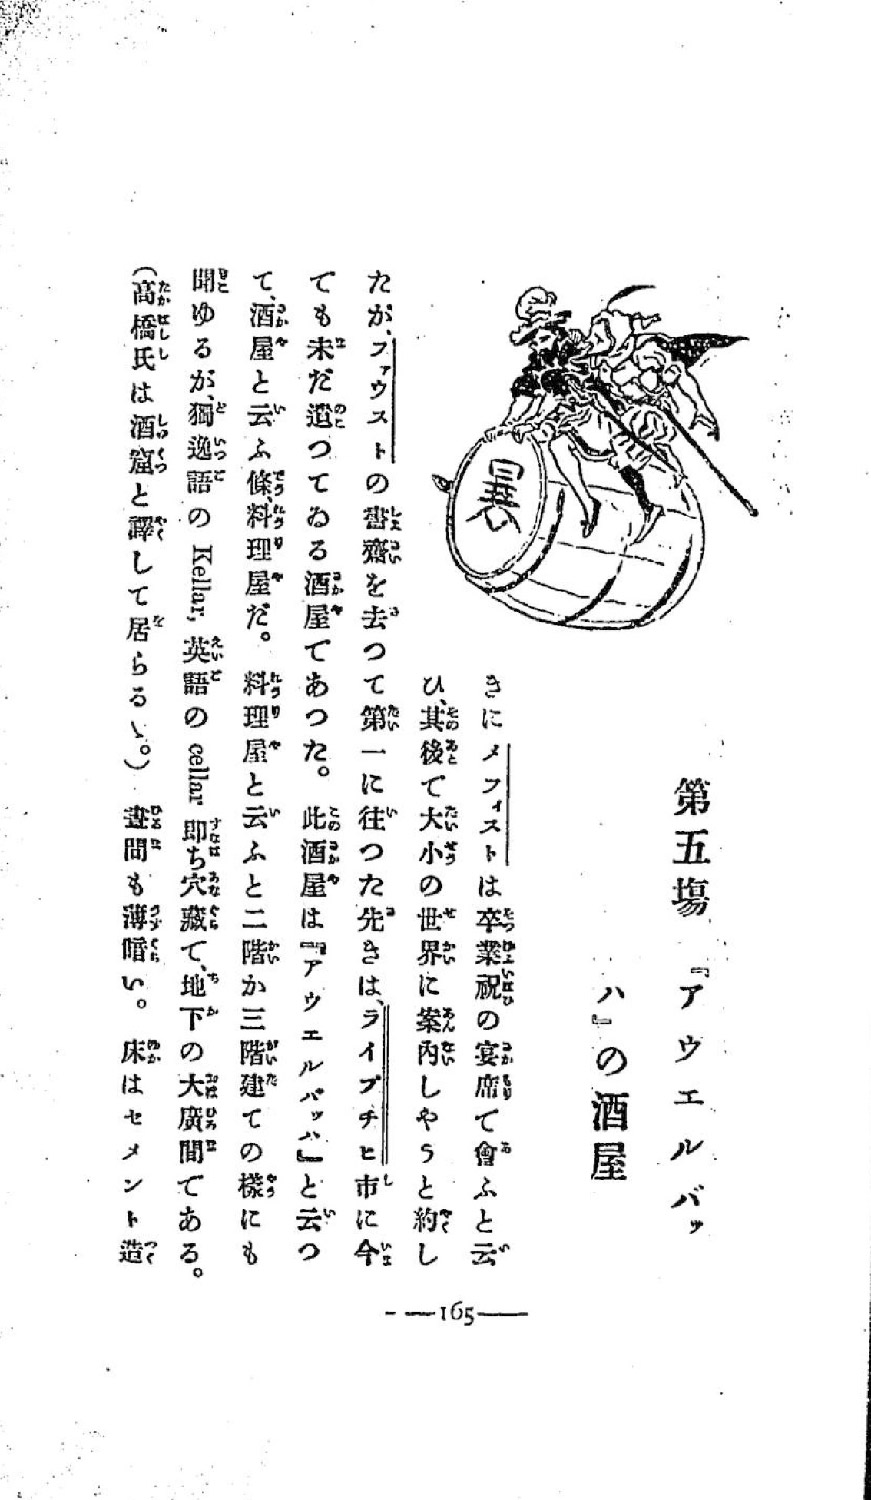 第五塲　『アウエルバッ
ハ』の酒屋
きにメフィストは卒業祝の宴席て會ふと云
ひ、其後て大小の世界に案内しやうと約し
たが、ファウストの書齋を去つて第一に往つた先きは、ライプチヒ市に今
ても未だ遺つてゐる酒屋てあつた。此酒屋は『アウエルバッハ』と云つ
て、酒屋と云ふ條、料理屋だ。料理屋と云ふと二階か三階建ての樣にも
聞ゆるが、獨逸語の Kellar, 英語の cellar 即ち穴藏て、地下の大廣間である。
(高橋氏は酒窟と譯して居らるゝ。)晝間も薄暗い。床はセメント造
—165—